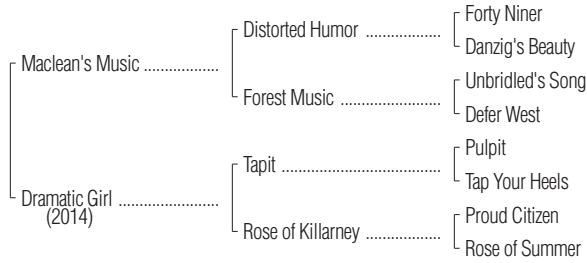 Forty Niner
Distorted Humor ..................
Danzig's Beauty
Maclean's Music ..................
Unbridled's Song
Forest Music ........................
Defer West
Pulpit
Tapit ........................................
Tap Your Heels
Dramatic Girl .......................
(2014)
Proud Citizen
Rose of Killarney ..................
Rose of Summer